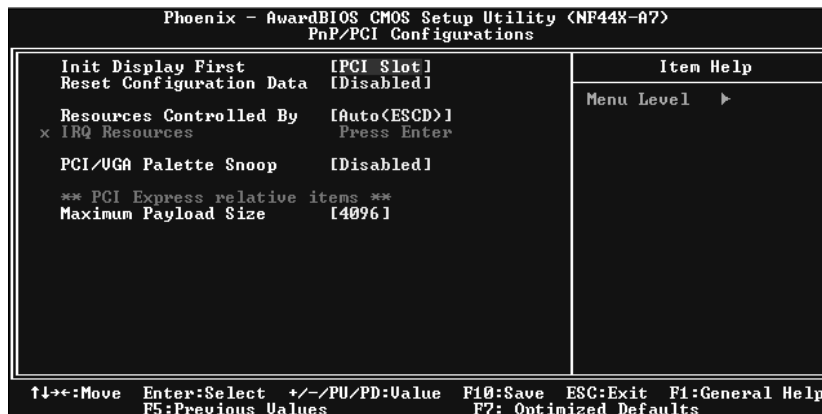 Phoenix - AwardBIOS CMOS Setup Utility (NF44X-A7)
PnP/PCI Configurations
Init Display First [PCI Slot]
Reset Configuration Data [Disabled]
Resources Controlled By [Auto(ESCD)]
x IRQ Resources Press Enter
PCI/VGA Palette Snoop [Disabled]
** PCI Express relative items **
Maximum Payload Size [4096]
Item Help
Menu Level ▶
↑↓→←:Move Enter:Select +/-/PU/PD:Value F10:Save ESC:Exit F1:General Help
F5:Previous Values F7: Optimized Defaults